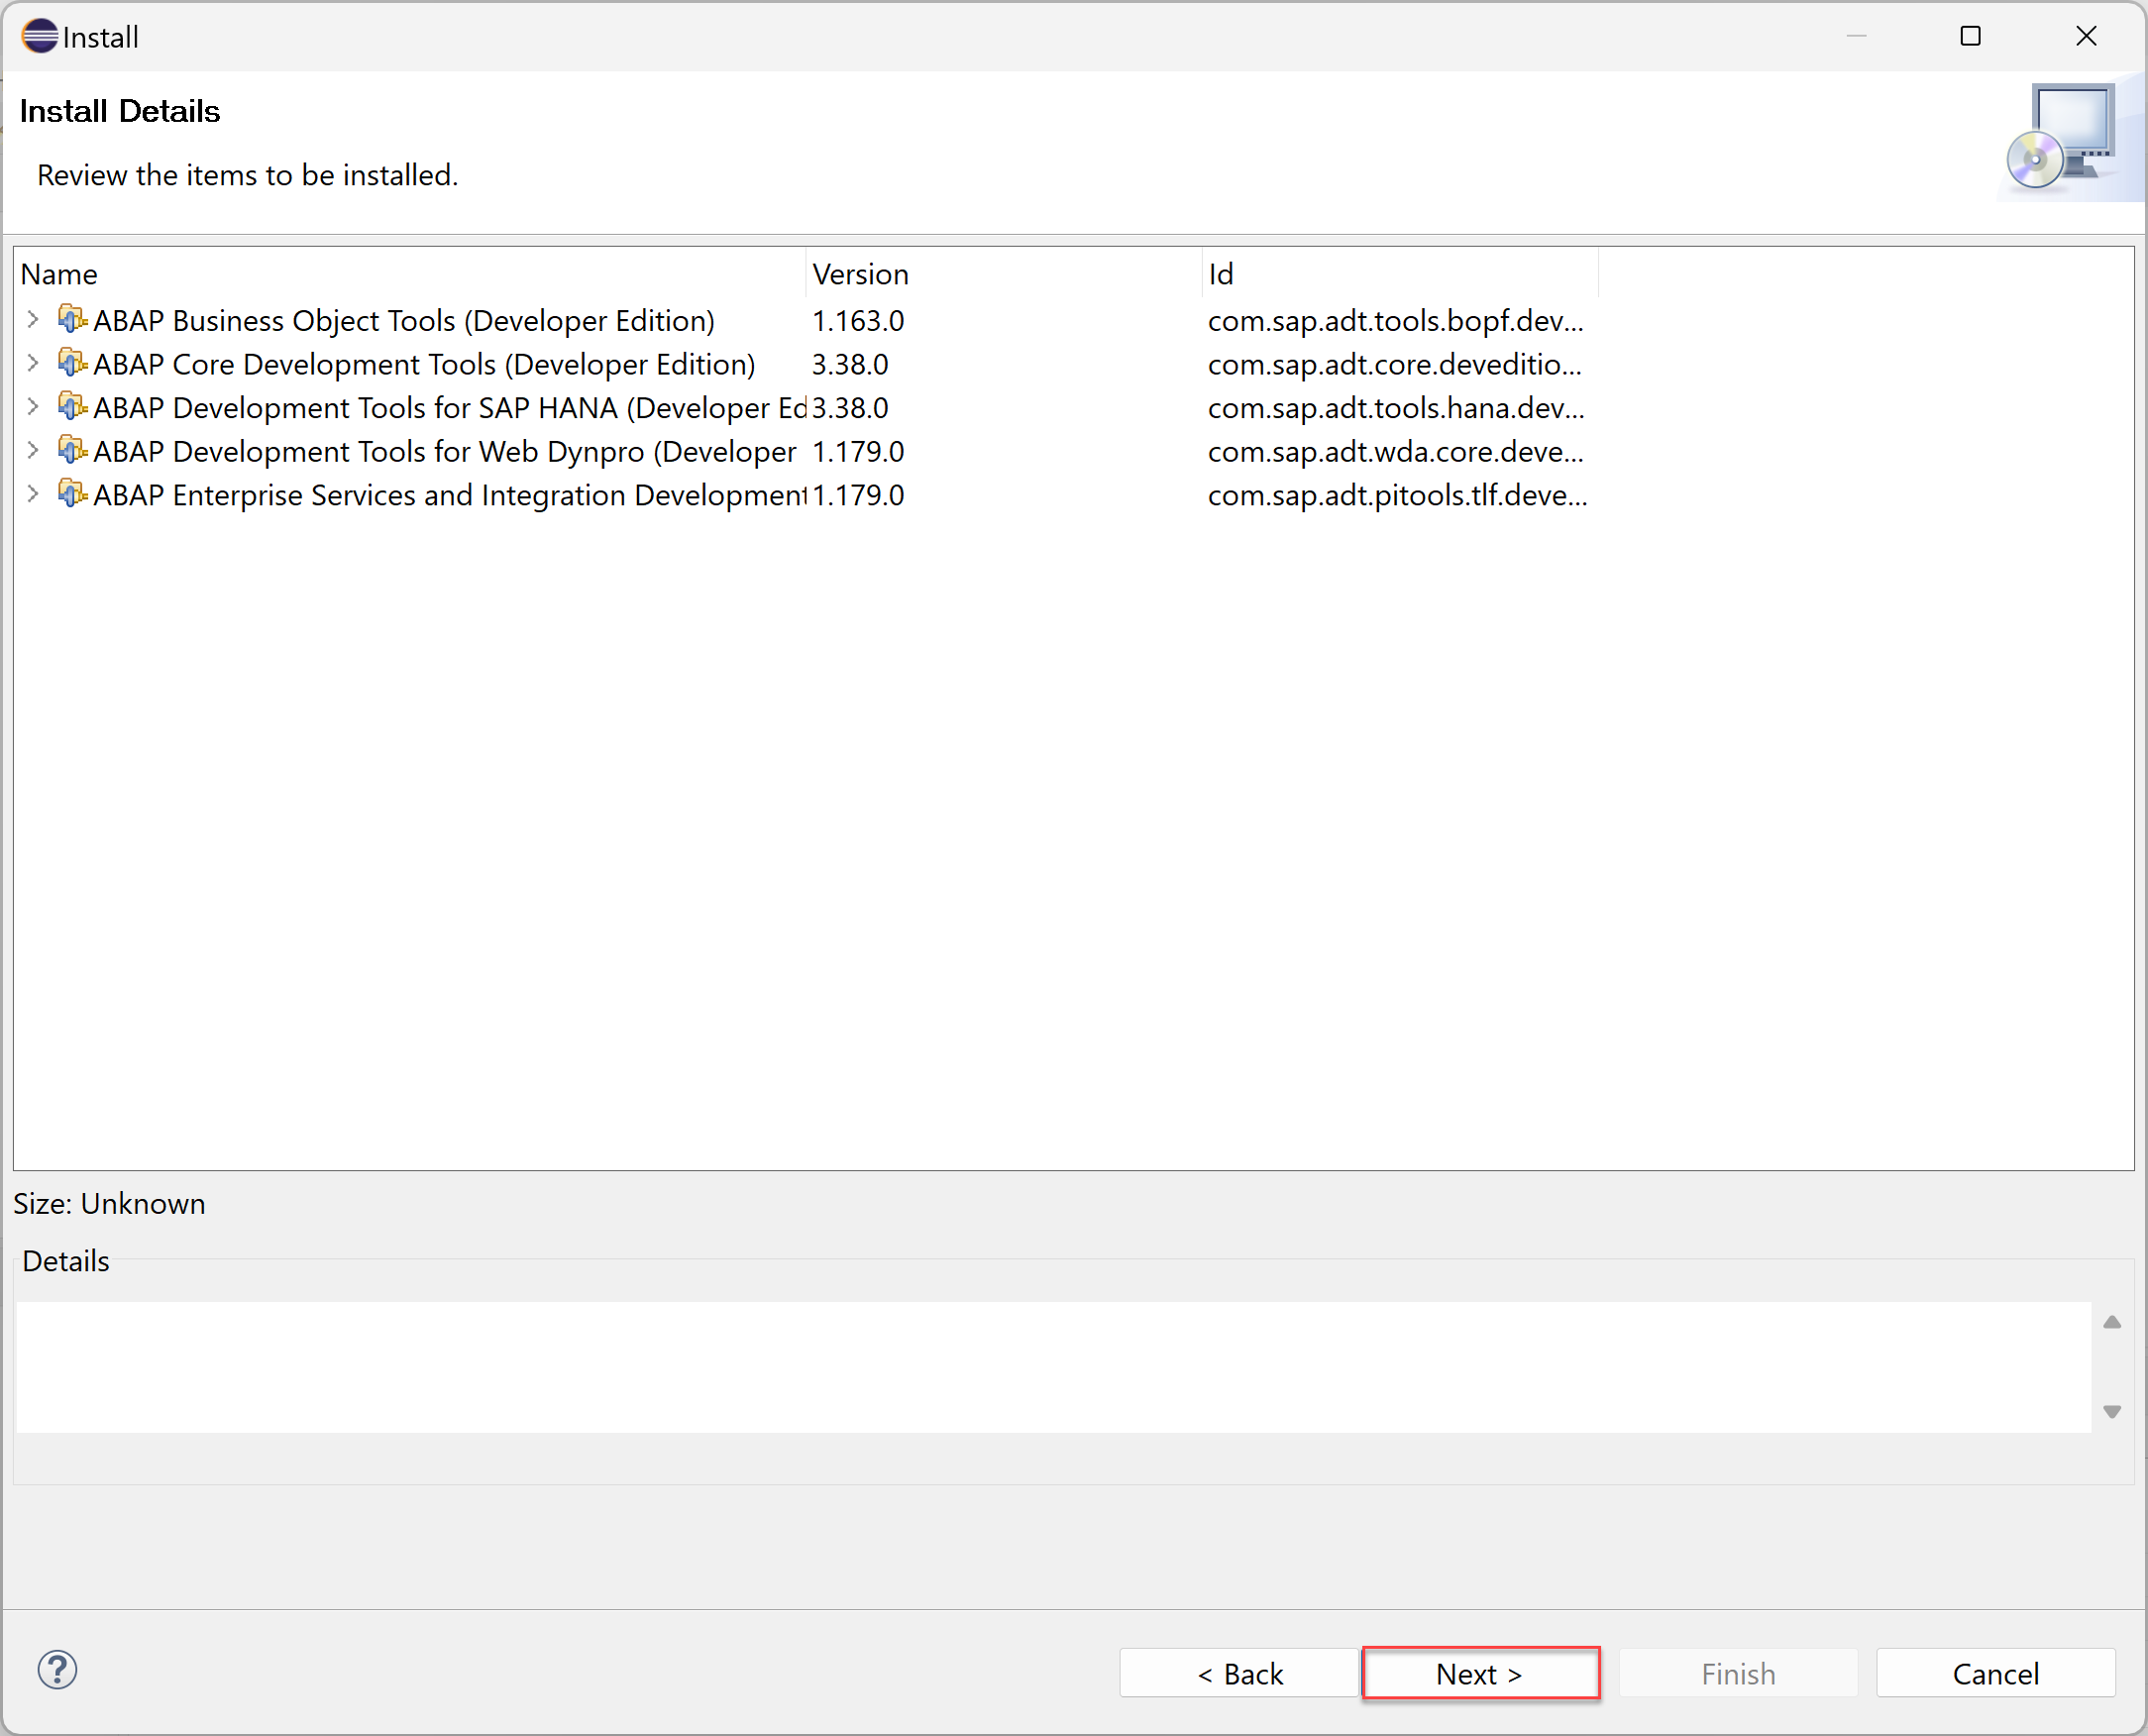 Install
Install Details
Review the items to be installed.
Name Version Id
ABAP Business Object Tools (Developer Edition) 1.163.0 com.sap.adt.tools.bopf.dev...
ABAP Core Development Tools (Developer Edition) 3.38.0 com.sap.adt.core.deveditio...
ABAP Development Tools for SAP HANA (Developer Ed 3.38.0 com.sap.adt.tools.hana.dev...
ABAP Development Tools for Web Dynpro (Developer 1.179.0 com.sap.adt.wda.core.deve...
ABAP Enterprise Services and Integration Development 1.179.0 com.sap.adt.pitools.tlf.deve...
Size: Unknown
Details
?
< Back Next > Finish Cancel